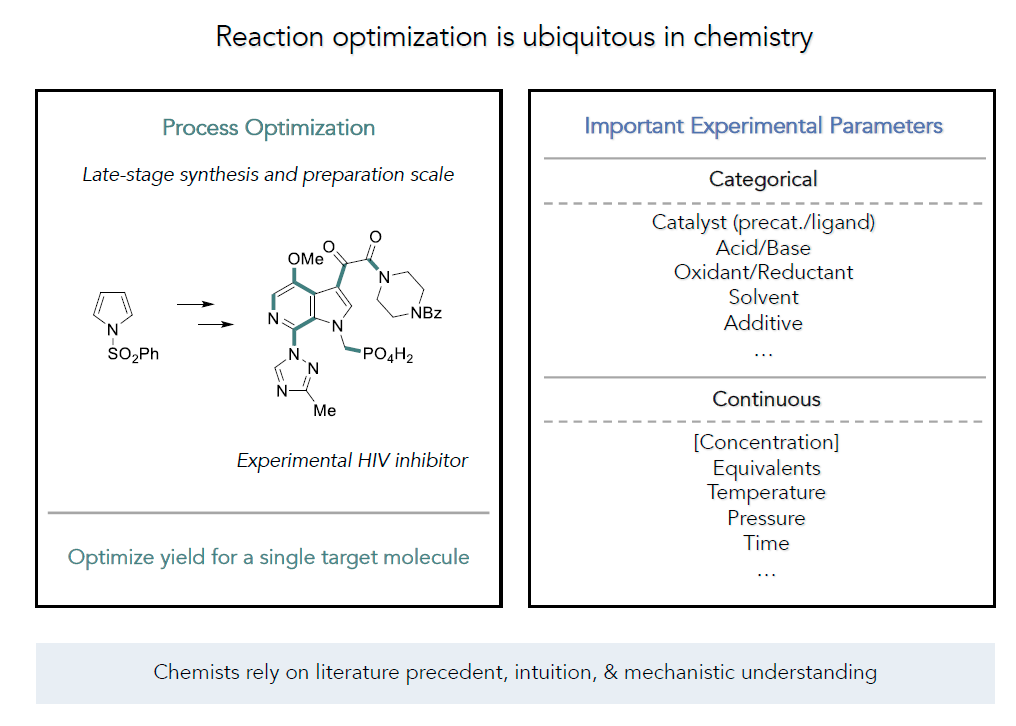 Reaction optimization is ubiquitous in chemistry
Process Optimization
Late-stage synthesis and preparation scale
N
SO2Ph
OMe
O
O
N
NBz
N
N
PO4H2
N
N
N
Me
Experimental HIV inhibitor
Optimize yield for a single target molecule
Important Experimental Parameters
Categorical
Catalyst (precat./ligand)
Acid/Base
Oxidant/Reductant
Solvent
Additive
…
Continuous
[Concentration]
Equivalents
Temperature
Pressure
Time
…
Chemists rely on literature precedent, intuition, & mechanistic understanding